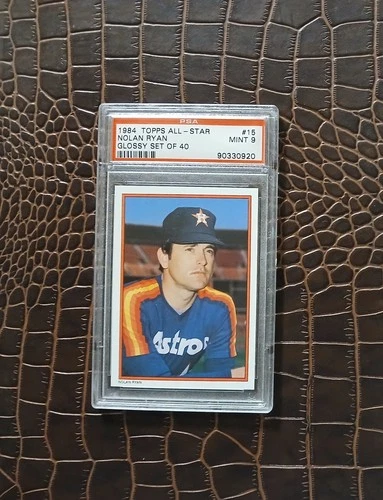 PSA
1984 TOPPS ALL-STAR #15
NOLAN RYAN MINT 9
GLOSSY SET OF 40
90330920
Astros
NOLAN RYAN